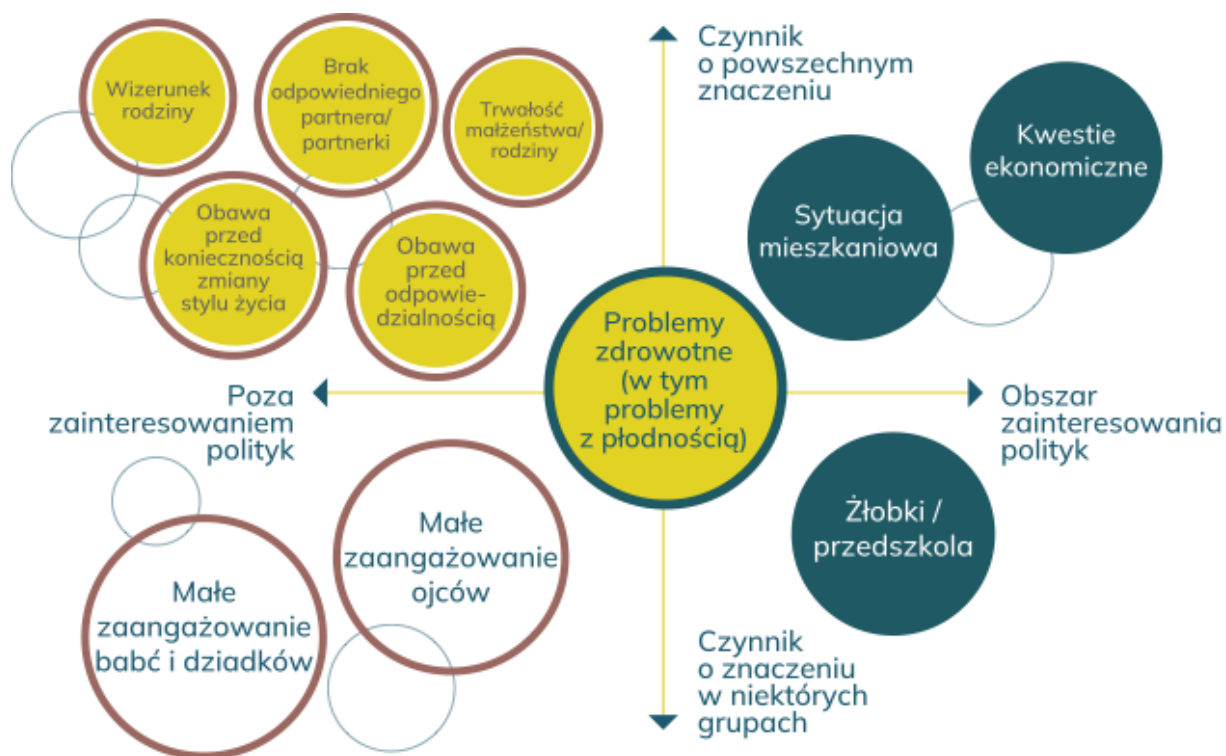 Wizerunek
rodziny
Brak
odpowiedniego
partnera/
partnerki
Trwałość
małżeństwa/
rodziny
Obawa
przed
koniecznością
zmiany
stylu życia
Obawa
przed
odpowie-
dzialnością
Czynnik
o powszechnym
znaczeniu
Kwestie
ekonomiczne
Sytuacja
mieszkaniowa
Problemy
zdrowotne
(w tym
problemy
z płodnością)
Poza
zainteresowaniem
polityk
Obszar
zainteresowania
polityk
Małe
zaangażowanie
babć i dziadków
Małe
zaangażowanie
ojców
Żłobki /
przedszkola
Czynnik
o znaczeniu
w niektórych
grupach